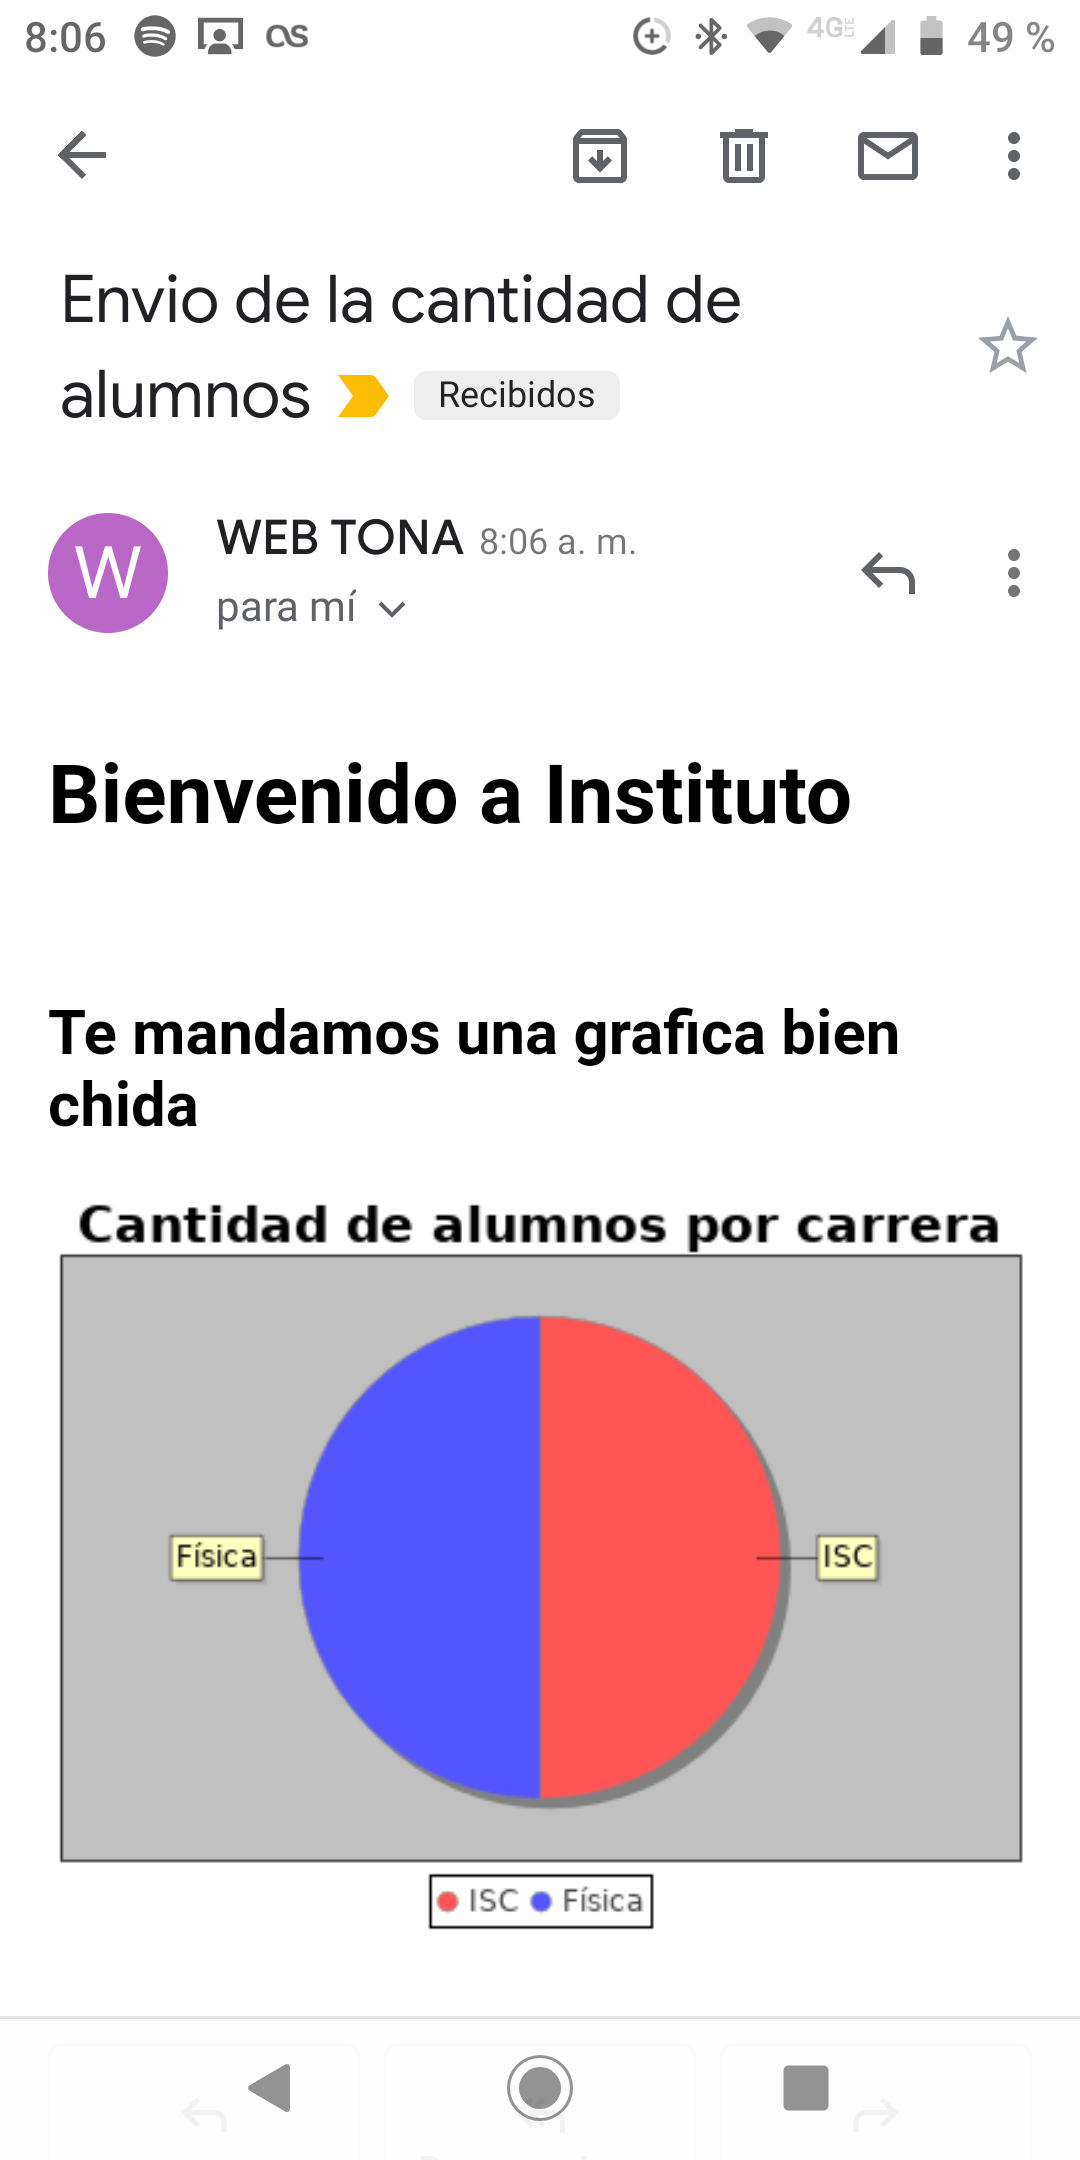 8:06 49 %
4G LTE
Envio de la cantidad de
alumnos Recibidos
W
WEB TONA 8:06 a. m.
para mí
Bienvenido a Instituto
Te mandamos una grafica bien
chida
Cantidad de alumnos por carrera
Física ISC
ISC Física